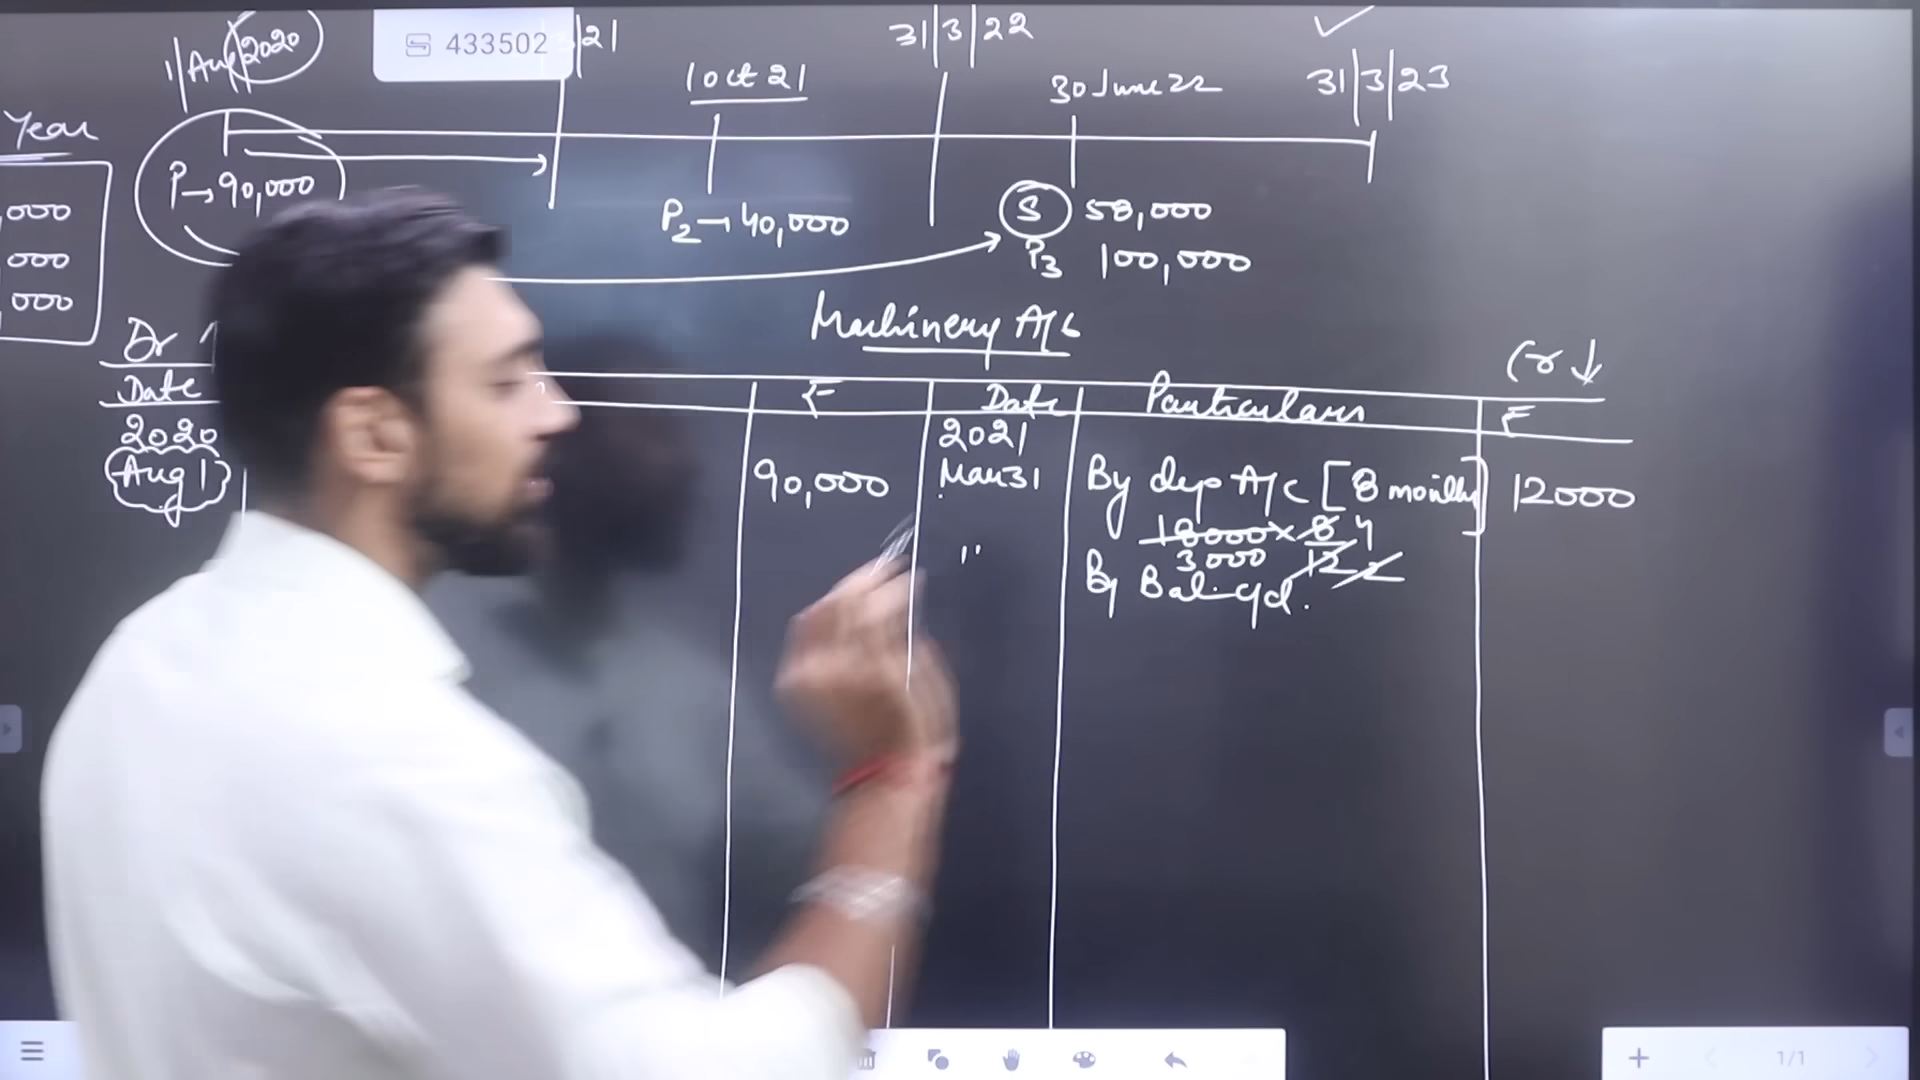 1|Aug|2020
433502
|21
31|3|22
1 Oct 21
30 June 22
31|3|23
Year
P→90,000
000
000
000
P2→40,000
S 58,000
P3 100,000
Machinery A/c
Dr
Cr ↓
Date ₹ Date Particulars ₹
2020 2021
Aug 1 90,000 Mar 31 By dep A/c [8 months] 12000
18000×8 4
3000 12 2
" By Bal. c/d.
1/1